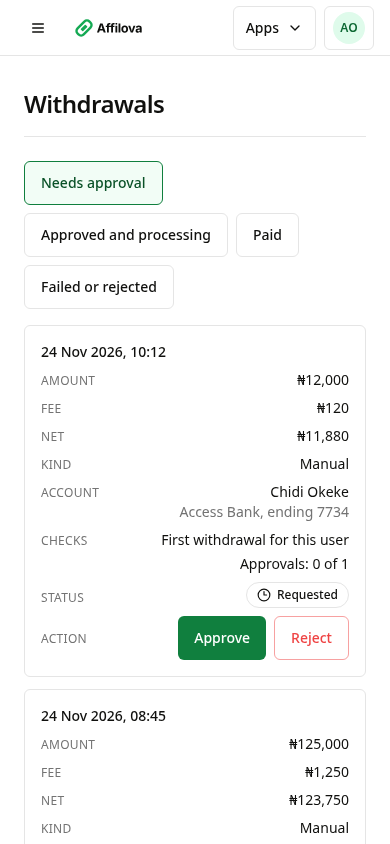 Affilova
Apps
AO
Withdrawals
Needs approval
Approved and processing
Paid
Failed or rejected
24 Nov 2026, 10:12
AMOUNT ₦12,000
FEE ₦120
NET ₦11,880
KIND Manual
ACCOUNT Chidi Okeke
Access Bank, ending 7734
CHECKS First withdrawal for this user
Approvals: 0 of 1
STATUS Requested
ACTION Approve Reject
24 Nov 2026, 08:45
AMOUNT ₦125,000
FEE ₦1,250
NET ₦123,750
KIND Manual